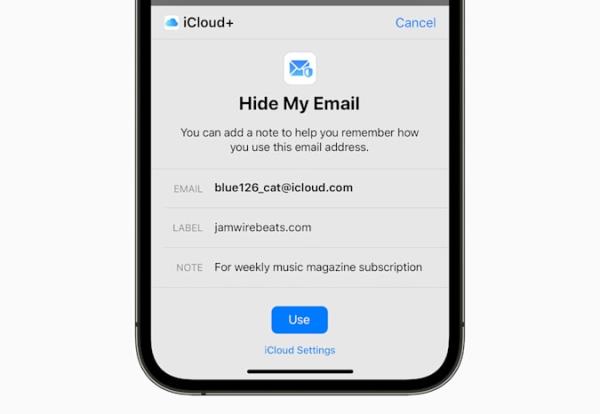 iCloud+ Cancel
Hide My Email
You can add a note to help you remember how
you use this email address.
EMAIL blue126_cat@icloud.com
LABEL jamwirebeats.com
NOTE For weekly music magazine subscription
Use
iCloud Settings